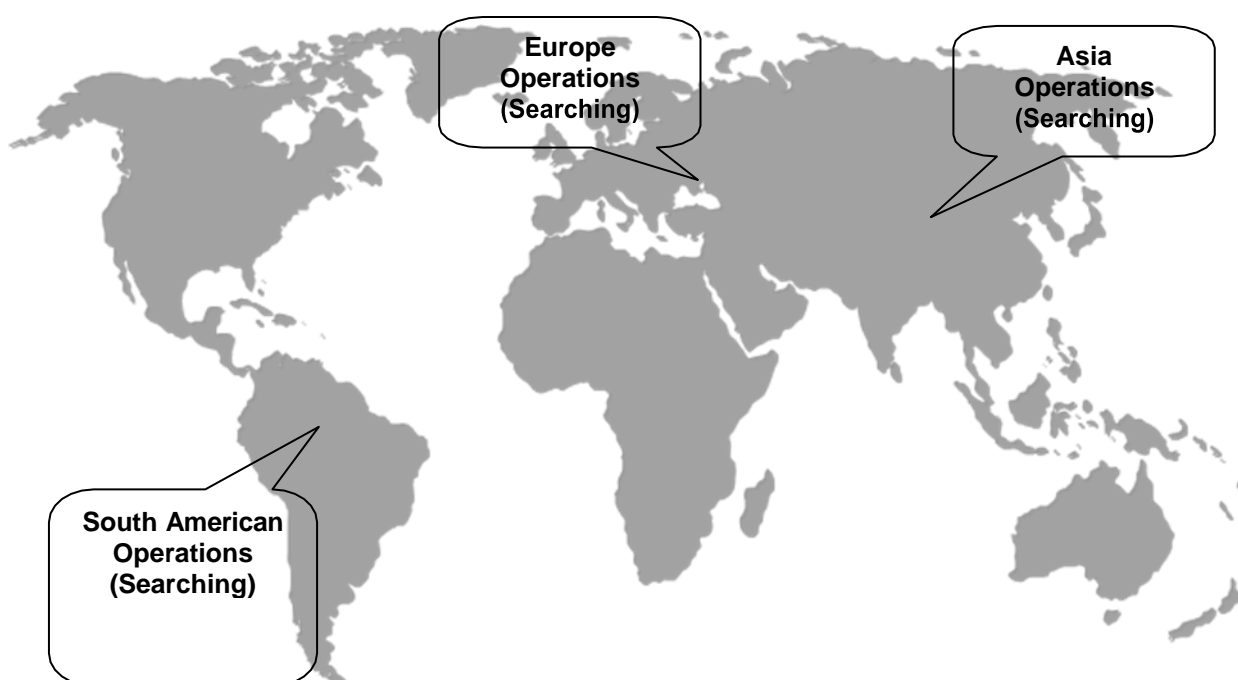 Europe
Operations
(Searching)
Asia
Operations
(Searching)
South American
Operations
(Searching)